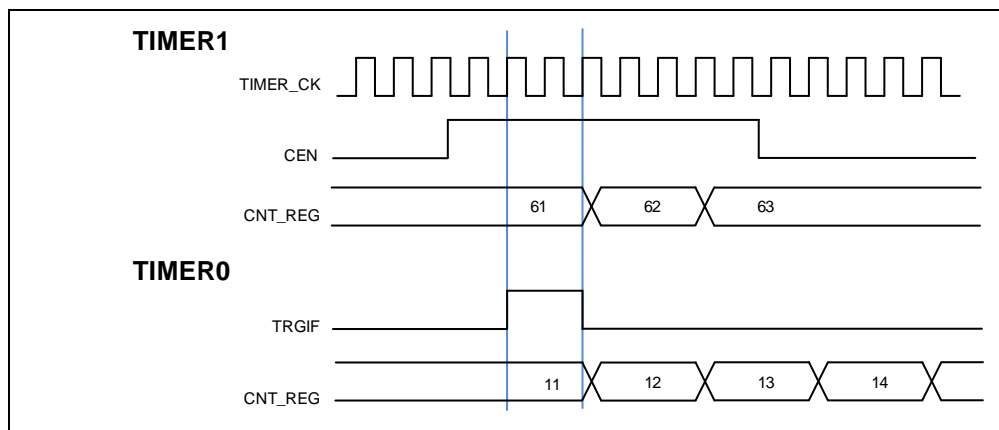 TIMER1
TIMER_CK
CEN
CNT_REG 61 62 63
TIMER0
TRGIF
CNT_REG 11 12 13 14